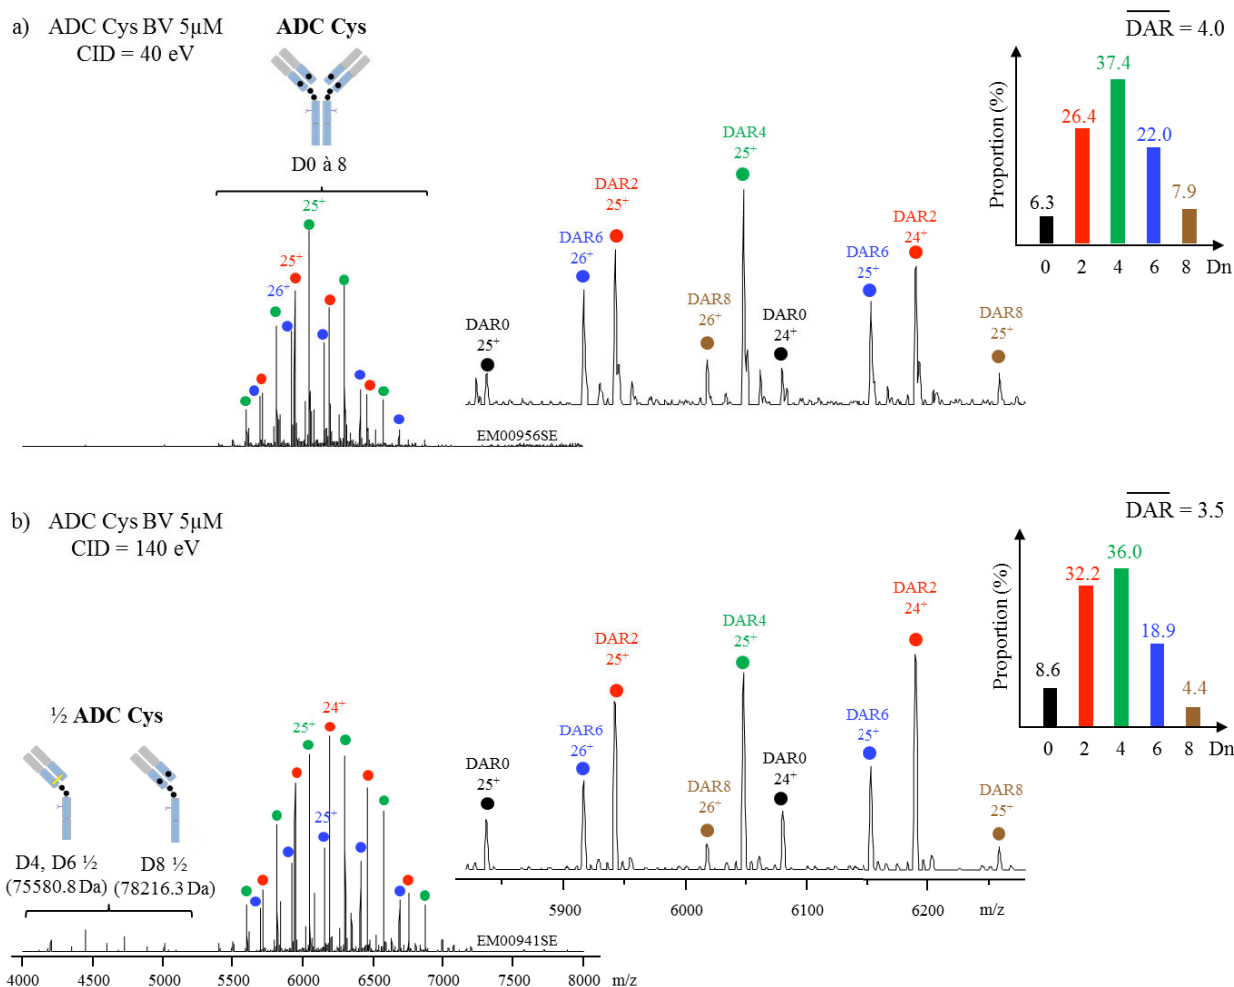 a) ADC Cys BV 5µM
CID = 40 eV
ADC Cys
D0 à 8
25+
25+
26+
EM00956SE
DAR0
25+
DAR6
26+
DAR2
25+
DAR8
26+
DAR4
25+
DAR0
24+
DAR6
25+
DAR2
24+
DAR8
25+
DAR = 4.0
Proportion (%)
6.3
26.4
37.4
22.0
7.9
0 2 4 6 8 Dn
b) ADC Cys BV 5µM
CID = 140 eV
½ ADC Cys
D4, D6 ½
(75580.8 Da)
D8 ½
(78216.3 Da)
25+
24+
25+
EM00941SE
4000 4500 5000 5500 6000 6500 7000 7500 8000 m/z
DAR0
25+
DAR6
26+
DAR2
25+
DAR8
26+
DAR4
25+
DAR0
24+
DAR6
25+
DAR2
24+
DAR8
25+
5900 6000 6100 6200 m/z
DAR = 3.5
Proportion (%)
8.6
32.2
36.0
18.9
4.4
0 2 4 6 8 Dn